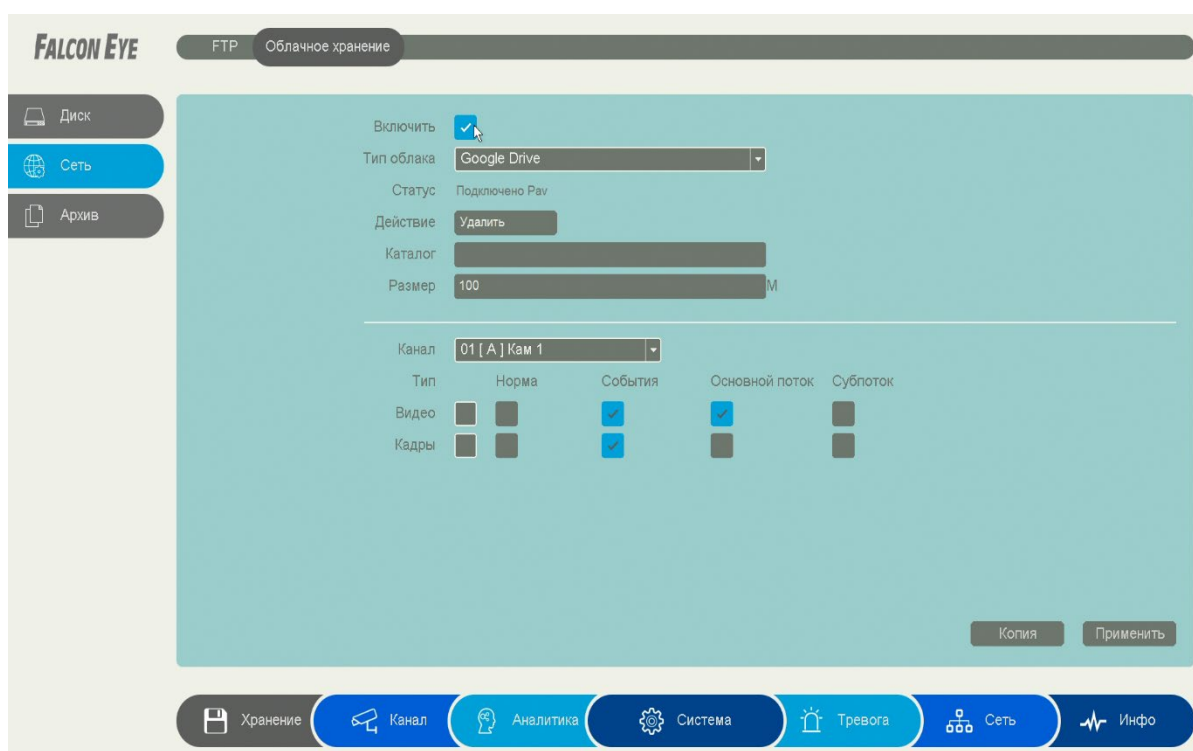 FALCON EYE
FTP Облачное хранение
Диск
Сеть
Архив
Включить
Тип облака Google Drive
Статус Подключено Pav
Действие Удалить
Каталог
Размер 100 M
Канал 01 [ A ] Кам 1
Тип Норма События Основной поток Субпоток
Видео
Кадры
Копия Применить
Хранение Канал Аналитика Система Тревога Сеть Инфо